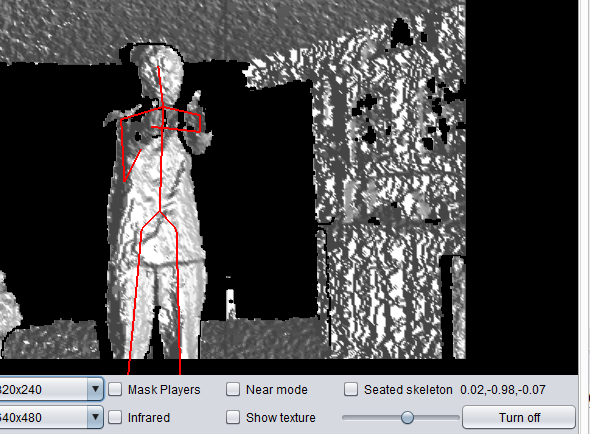 320x240 Mask Players Near mode Seated skeleton 0.02,-0.98,-0.07
640x480 Infrared Show texture Turn off